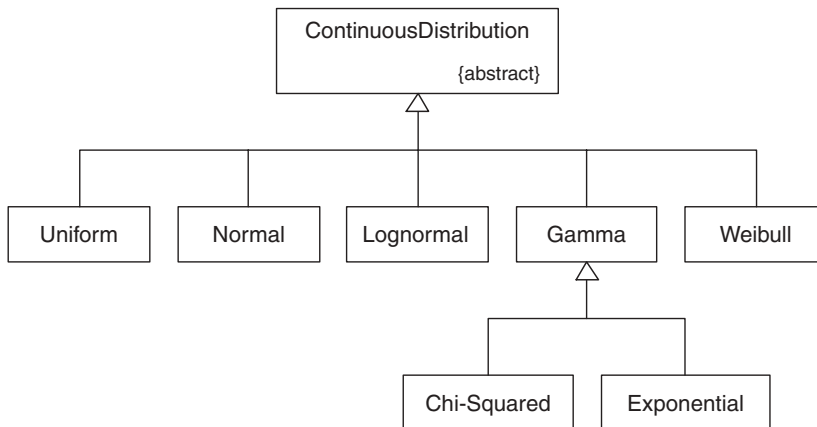 ContinuousDistribution
{abstract}
Uniform
Normal
Lognormal
Gamma
Weibull
Chi-Squared
Exponential